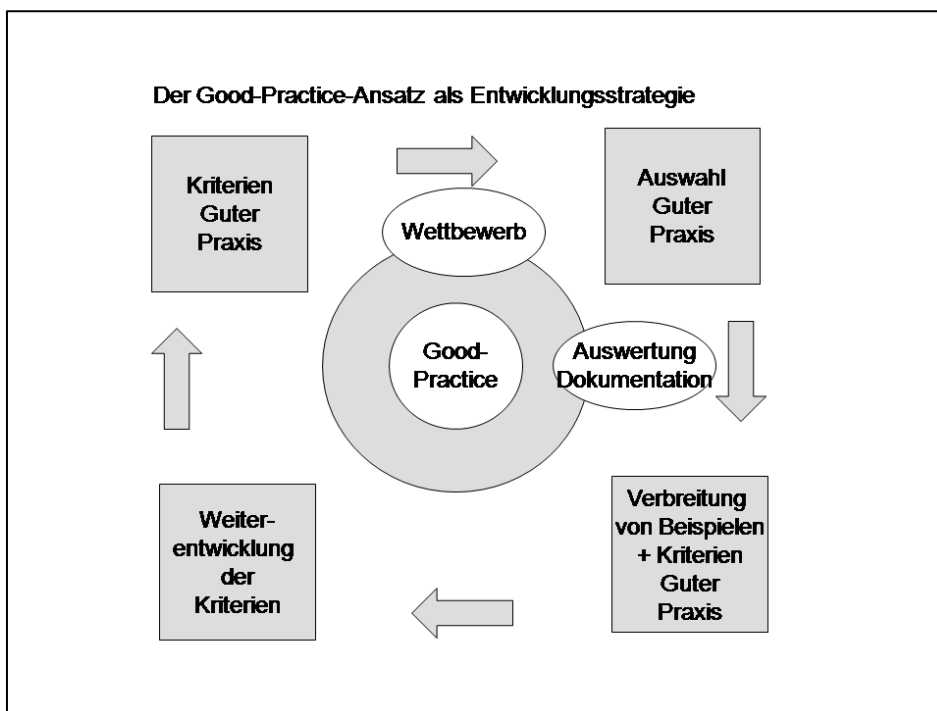 Der Good-Practice-Ansatz als Entwicklungsstrategie
Kriterien
Guter
Praxis
Wettbewerb
Auswahl
Guter
Praxis
Good-
Practice
Auswertung
Dokumentation
Weiter-
entwicklung
der
Kriterien
Verbreitung
von Beispielen
+ Kriterien
Guter
Praxis